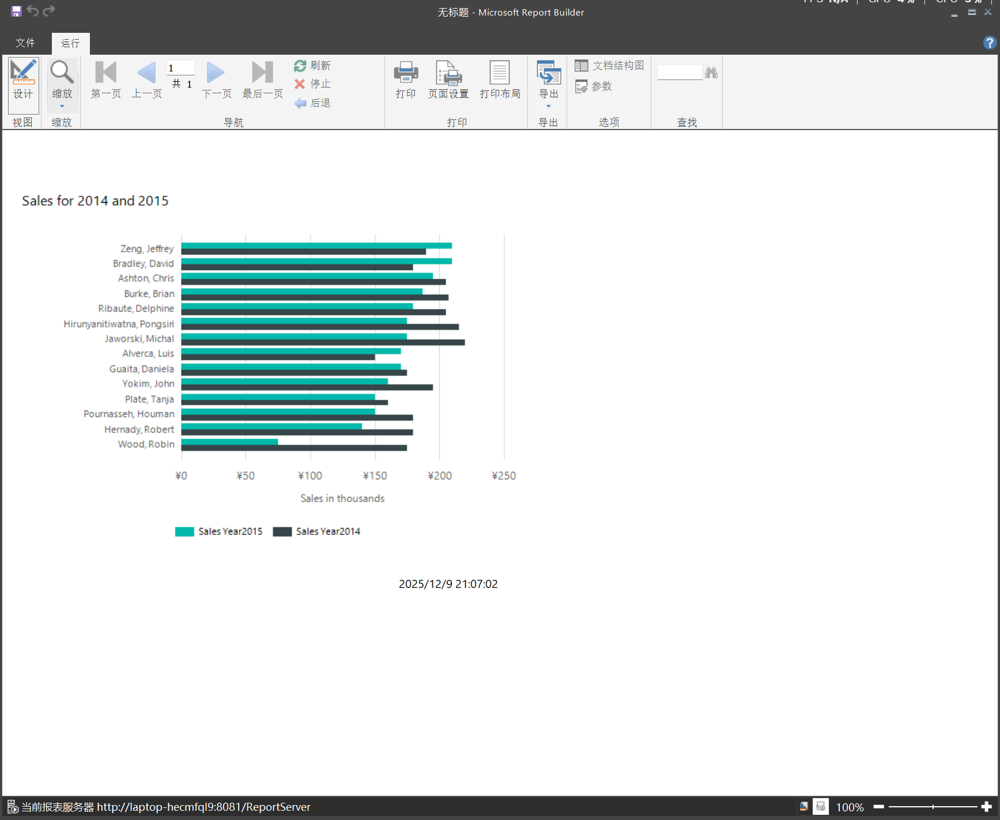 无标题 - Microsoft Report Builder
文件
运行
设计
缩放
第一页
上一页
1
共 1
下一页
最后一页
刷新
停止
后退
打印
页面设置
打印布局
导出
文档结构图
参数
视图
缩放
导航
打印
导出
选项
查找
Sales for 2014 and 2015
Zeng, Jeffrey
Bradley, David
Ashton, Chris
Burke, Brian
Ribaute, Delphine
Hirunyanitiwatna, Pongsiri
Jaworski, Michal
Alverca, Luis
Guaita, Daniela
Yokim, John
Plate, Tanja
Pournasseh, Houman
Hernady, Robert
Wood, Robin
¥0 ¥50 ¥100 ¥150 ¥200 ¥250
Sales in thousands
Sales Year2015 Sales Year2014
2025/12/9 21:07:02
当前报表服务器 http://laptop-hecmfql9:8081/ReportServer
100%